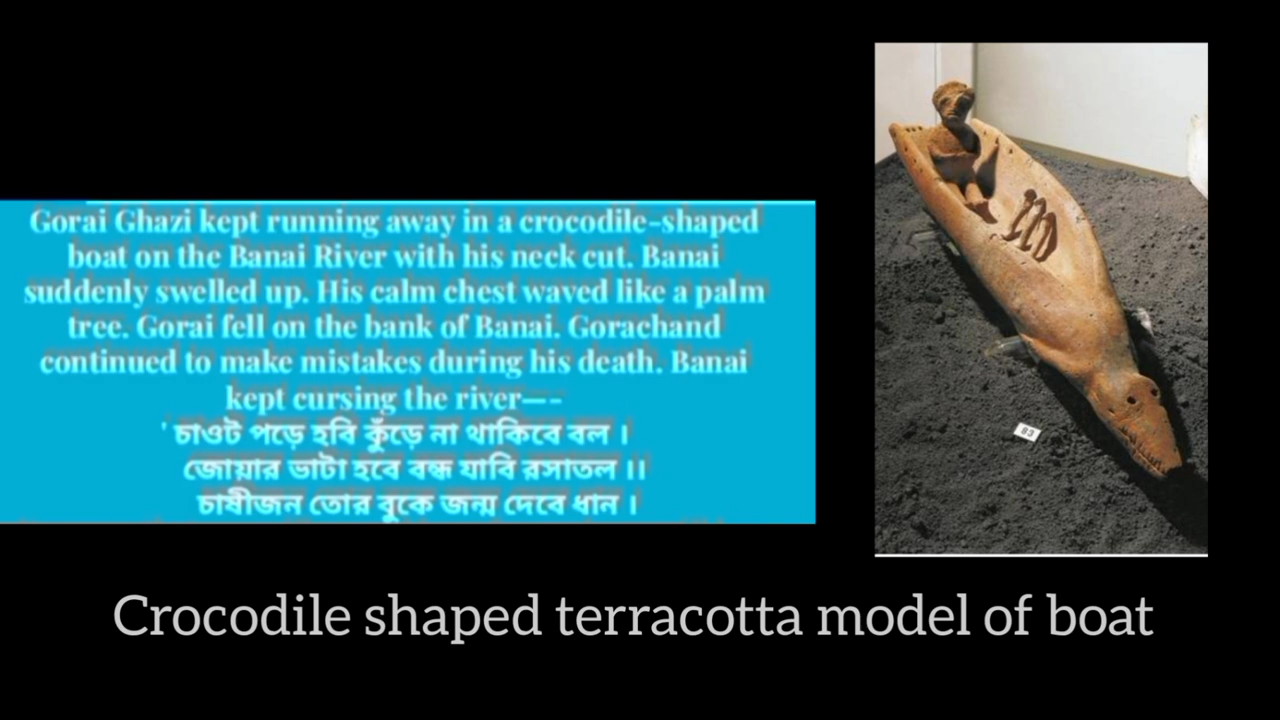 Gorai Ghazi kept running away in a crocodile-shaped
boat on the Banai River with his neck cut. Banai
suddenly swelled up. His calm chest waved like a palm
tree. Gorai fell on the bank of Banai. Gorachand
continued to make mistakes during his death. Banai
kept cursing the river—-
' চাওট পড়ে হবি কুঁড়ে না থাকিবে বল ।
জোয়ার ভাটা হবে বন্ধ যাবি রসাতল ।।
চাষীজন তোর বুকে জন্ম দেবে ধান ।
93
Crocodile shaped terracotta model of boat